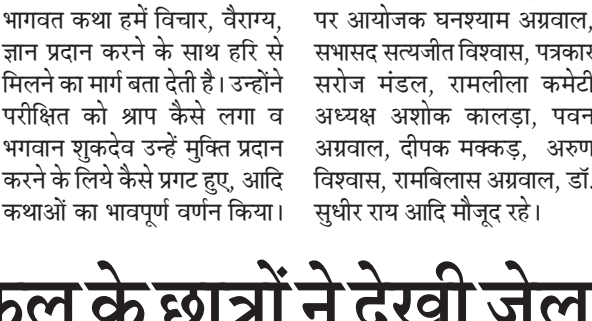 भागवत कथा हमें विचार, वैराग्य,
ज्ञान प्रदान करने के साथ हरि से
मिलने का मार्ग बता देती है। उन्होंने
परीक्षित को श्राप कैसे लगा व
भगवान शुकदेव उन्हें मुक्ति प्रदान
करने के लिये कैसे प्रगट हुए, आदि
कथाओं का भावपूर्ण वर्णन किया।
पर आयोजक घनश्याम अग्रवाल,
सभासद सत्यजीत विश्वास, पत्रकार
सरोज मंडल, रामलीला कमेटी
अध्यक्ष अशोक कालड़ा, पवन
अग्रवाल, दीपक मक्कड़, अरुण
विश्वास, रामबिलास अग्रवाल, डॉ.
सुधीर राय आदि मौजूद रहे।
के छात्रों ने देखी जेल